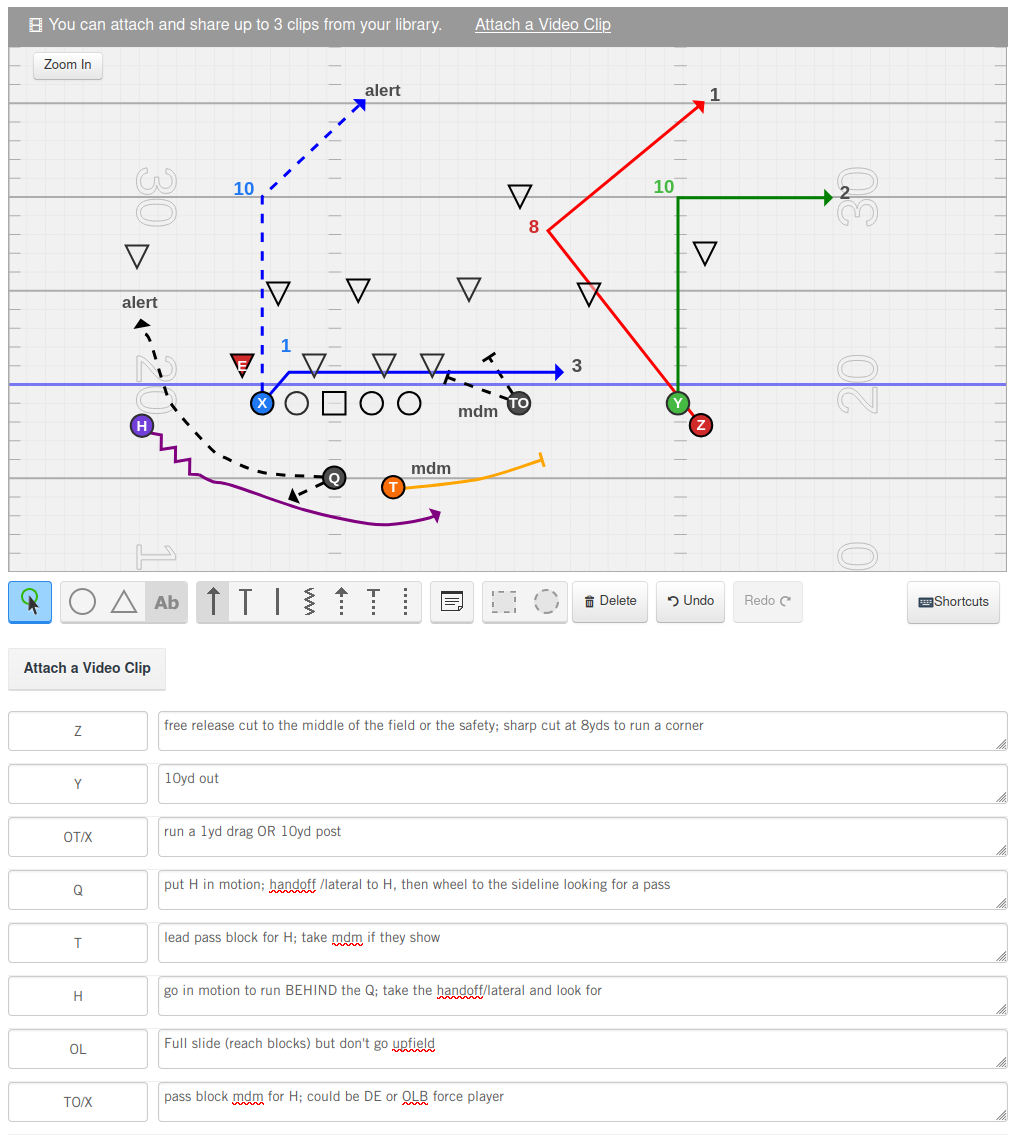 You can attach and share up to 3 clips from your library. Attach a Video Clip
Zoom In
alert
1
10
10
2
30
30
8
alert
1
E
3
20
20
X
mdm
TO
Y
H
Z
mdm
Q
T
1
0
Ab
Delete
Undo
Redo
Shortcuts
Attach a Video Clip
Z
free release cut to the middle of the field or the safety; sharp cut at 8yds to run a corner
Y
10yd out
OT/X
run a 1yd drag OR 10yd post
Q
put H in motion; handoff /lateral to H, then wheel to the sideline looking for a pass
T
lead pass block for H; take mdm if they show
H
go in motion to run BEHIND the Q; take the handoff/lateral and look for
OL
Full slide (reach blocks) but don't go upfield
TO/X
pass block mdm for H; could be DE or OLB force player